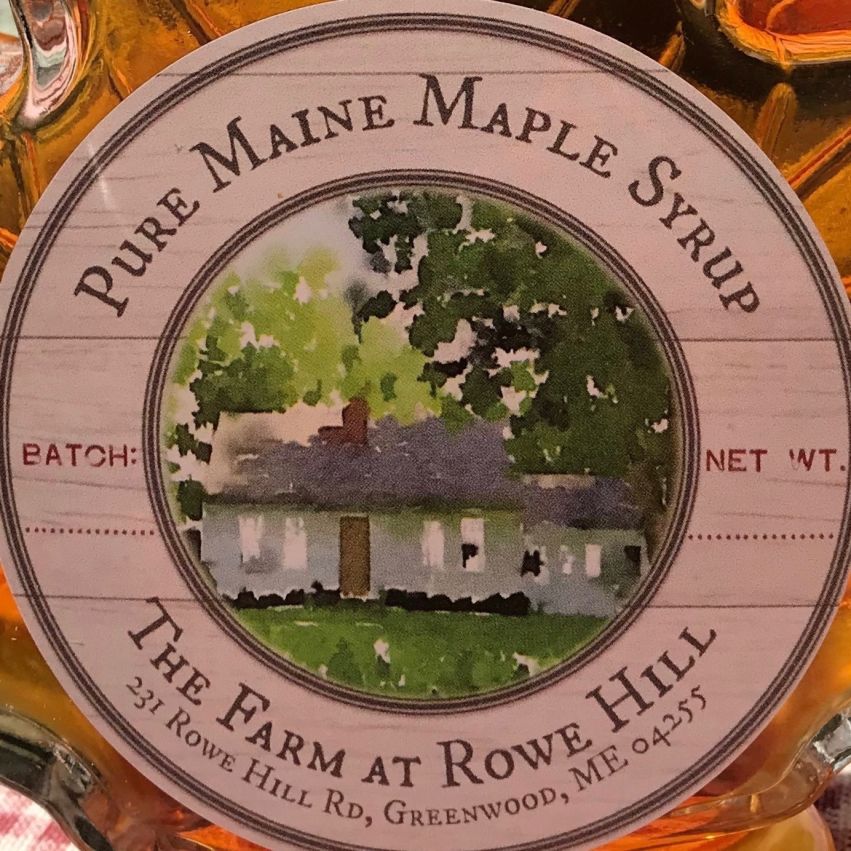 Pure Maine Maple Syrup
BATCH:
NET WT.
The Farm at Rowe Hill
231 Rowe Hill Rd, Greenwood, ME 04255